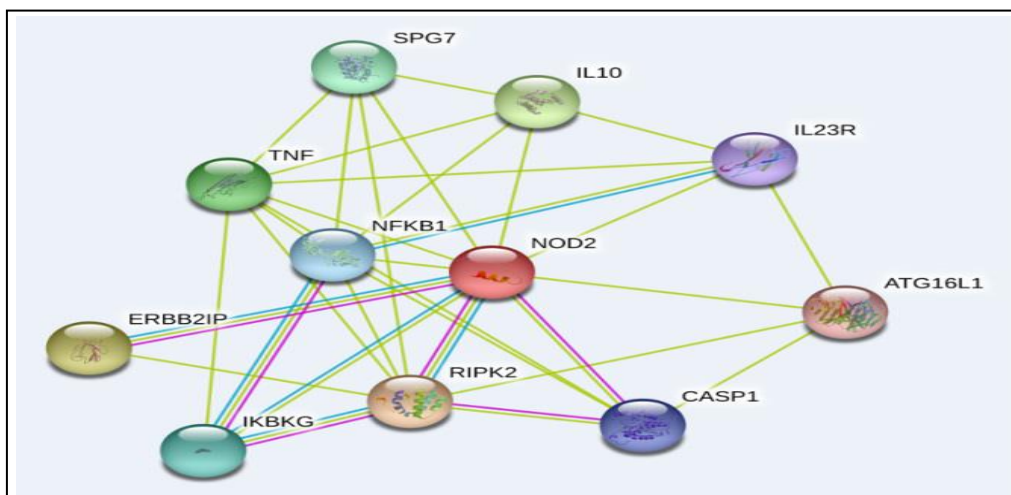 SPG7
IL10
IL23R
TNF
NFKB1
NOD2
ATG16L1
ERBB2IP
RIPK2
CASP1
IKBKG